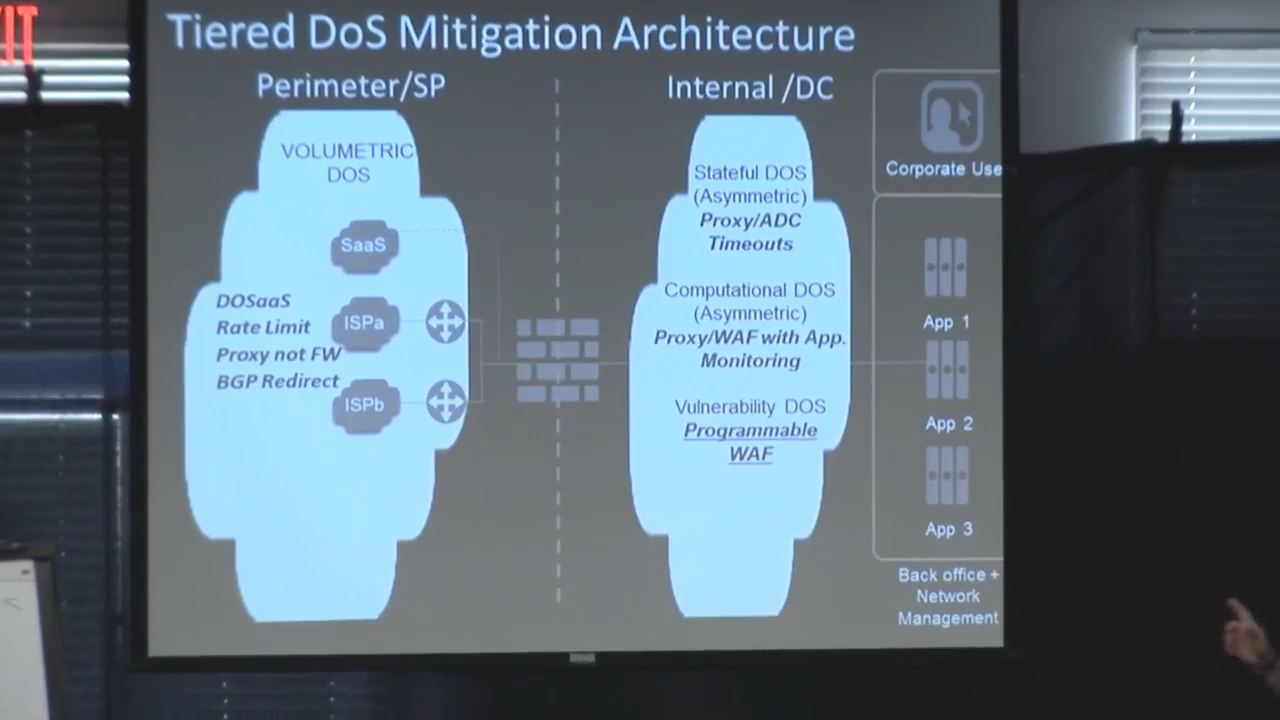 Tiered DoS Mitigation Architecture
Perimeter/SP
VOLUMETRIC
DOS
SaaS
DOSaaS
Rate Limit
Proxy not FW
BGP Redirect
ISPa
ISPb
Internal /DC
Stateful DOS
(Asymmetric)
Proxy/ADC
Timeouts
Computational DOS
(Asymmetric)
Proxy/WAF with App.
Monitoring
Vulnerability DOS
Programmable
WAF
Corporate Use
App 1
App 2
App 3
Back office +
Network
Management
IT